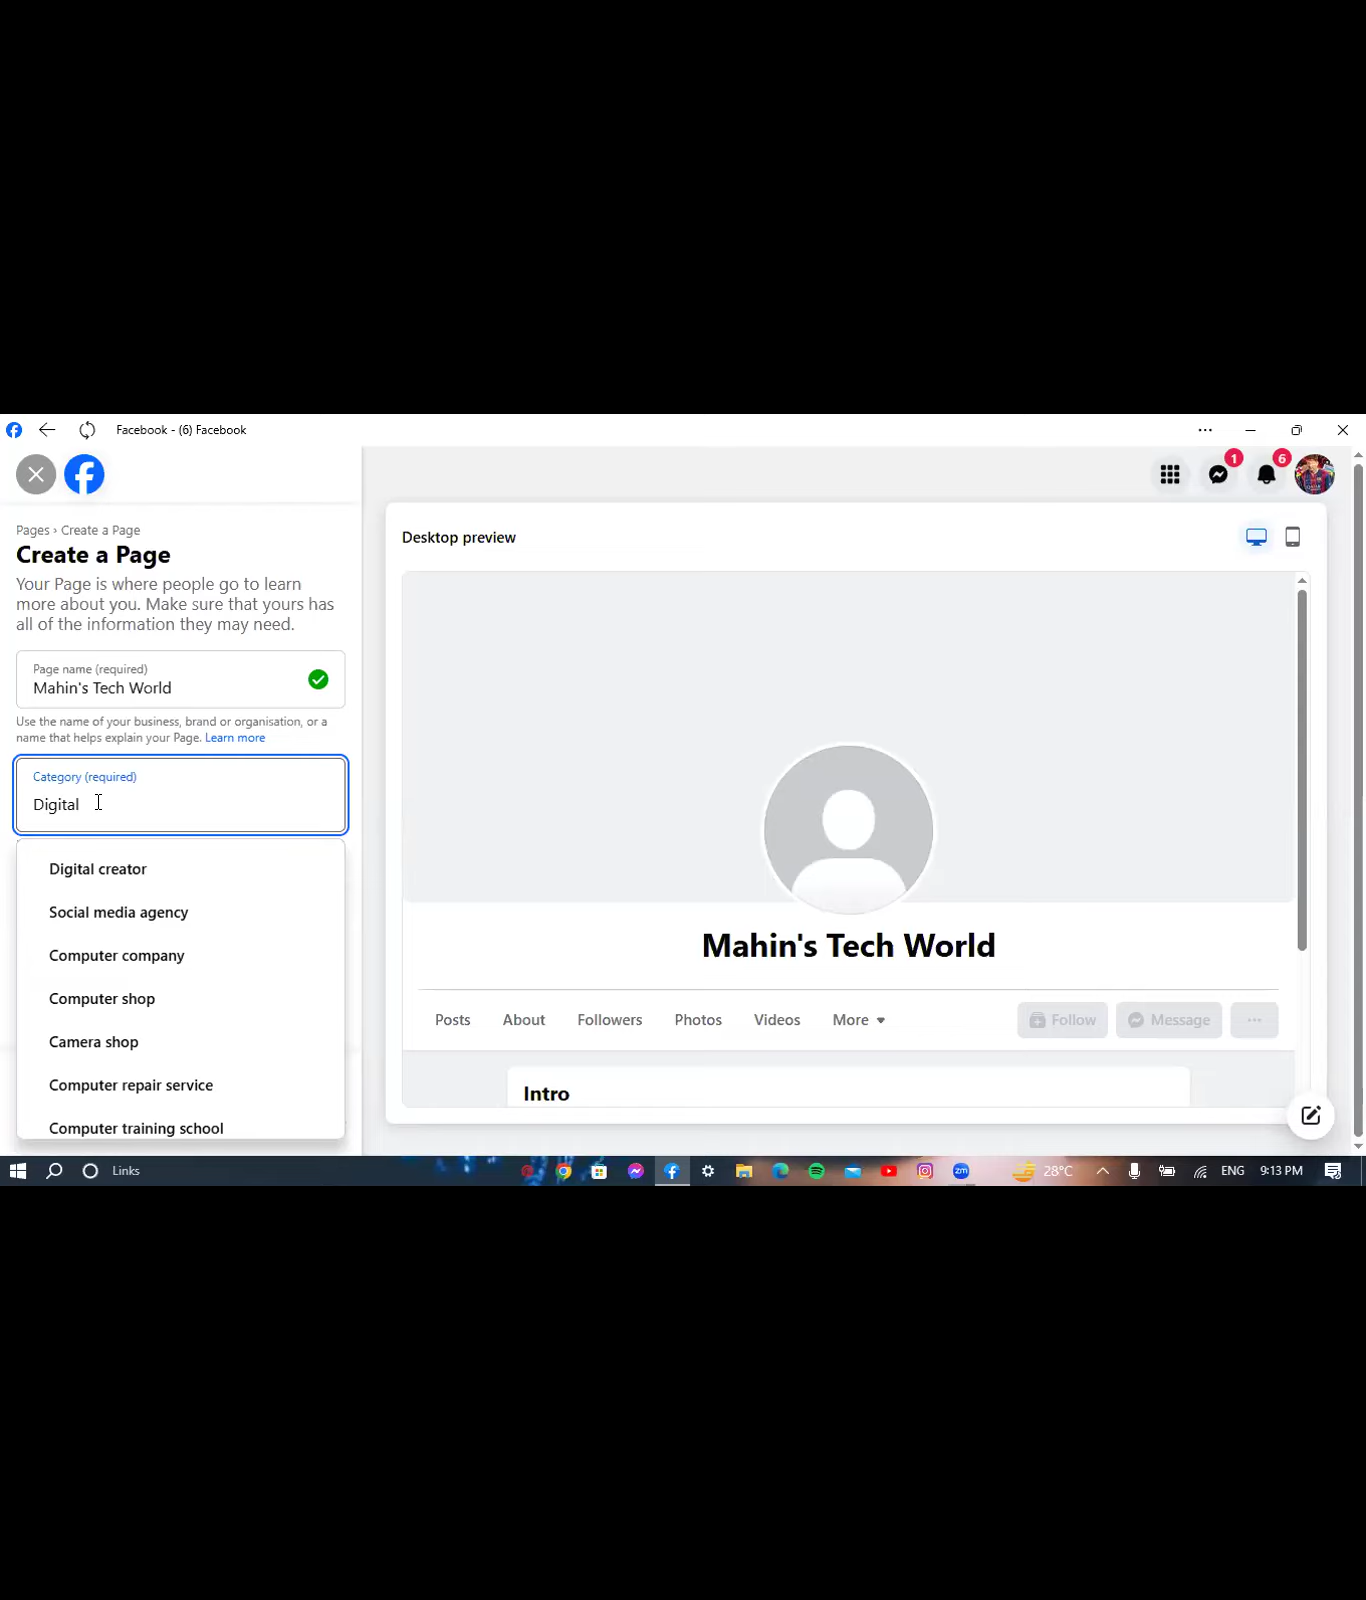 Facebook - (6) Facebook
1
6
Pages › Create a Page
Create a Page
Your Page is where people go to learn
more about you. Make sure that yours has
all of the information they may need.
Page name (required)
Mahin's Tech World
Use the name of your business, brand or organisation, or a
name that helps explain your Page. Learn more
Category (required)
Digital
Digital creator
Social media agency
Computer company
Computer shop
Camera shop
Computer repair service
Computer training school
Desktop preview
Mahin's Tech World
Posts
About
Followers
Photos
Videos
More
Follow
Message
Intro
Links
zm
28°C
ENG
9:13 PM